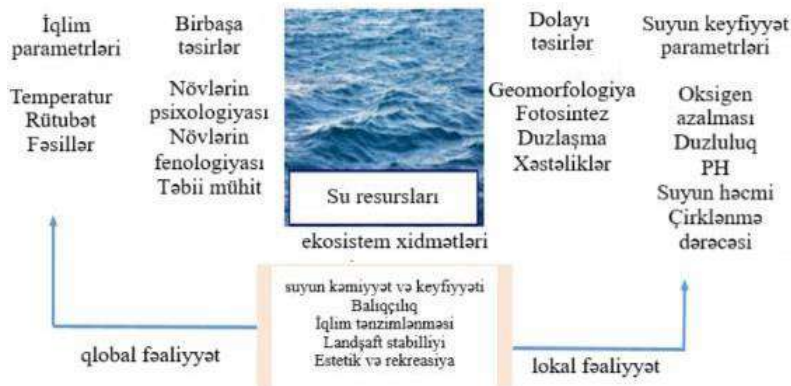 İqlim
parametrləri
Temperatur
Rütubət
Fəsillər
Birbaşa
təsirlər
Növlərin
psixologiyası
Növlərin
fenologiyası
Təbii mühit
Su resursları
ekosistem xidmətləri
Dolayı
təsirlər
Geomorfologiya
Fotosintez
Duzlaşma
Xəstəliklər
Suyun keyfiyyət
parametrləri
Oksigen
azalması
Duzluluq
PH
Suyun həcmi
Çirklənmə
dərəcəsi
suyun kəmiyyət və keyfiyyəti
Balıqçılıq
İqlim tənzimlənməsi
Landşaft stabilliyi
Estetik və rekreasiya
qlobal fəaliyyət
lokal fəaliyyət